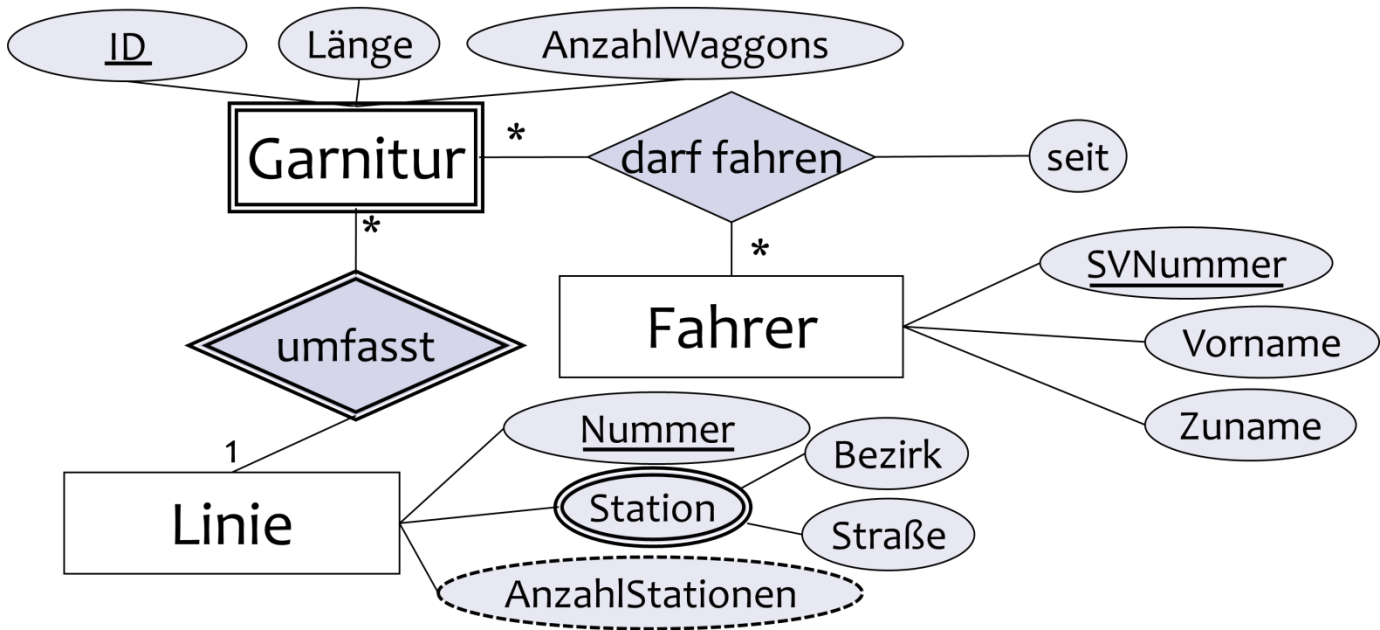 ID
Länge
AnzahlWaggons
Garnitur
*
darf fahren
seit
*
*
SVNummer
Fahrer
Vorname
umfasst
Zuname
Nummer
1
Bezirk
Station
Linie
Straße
AnzahlStationen